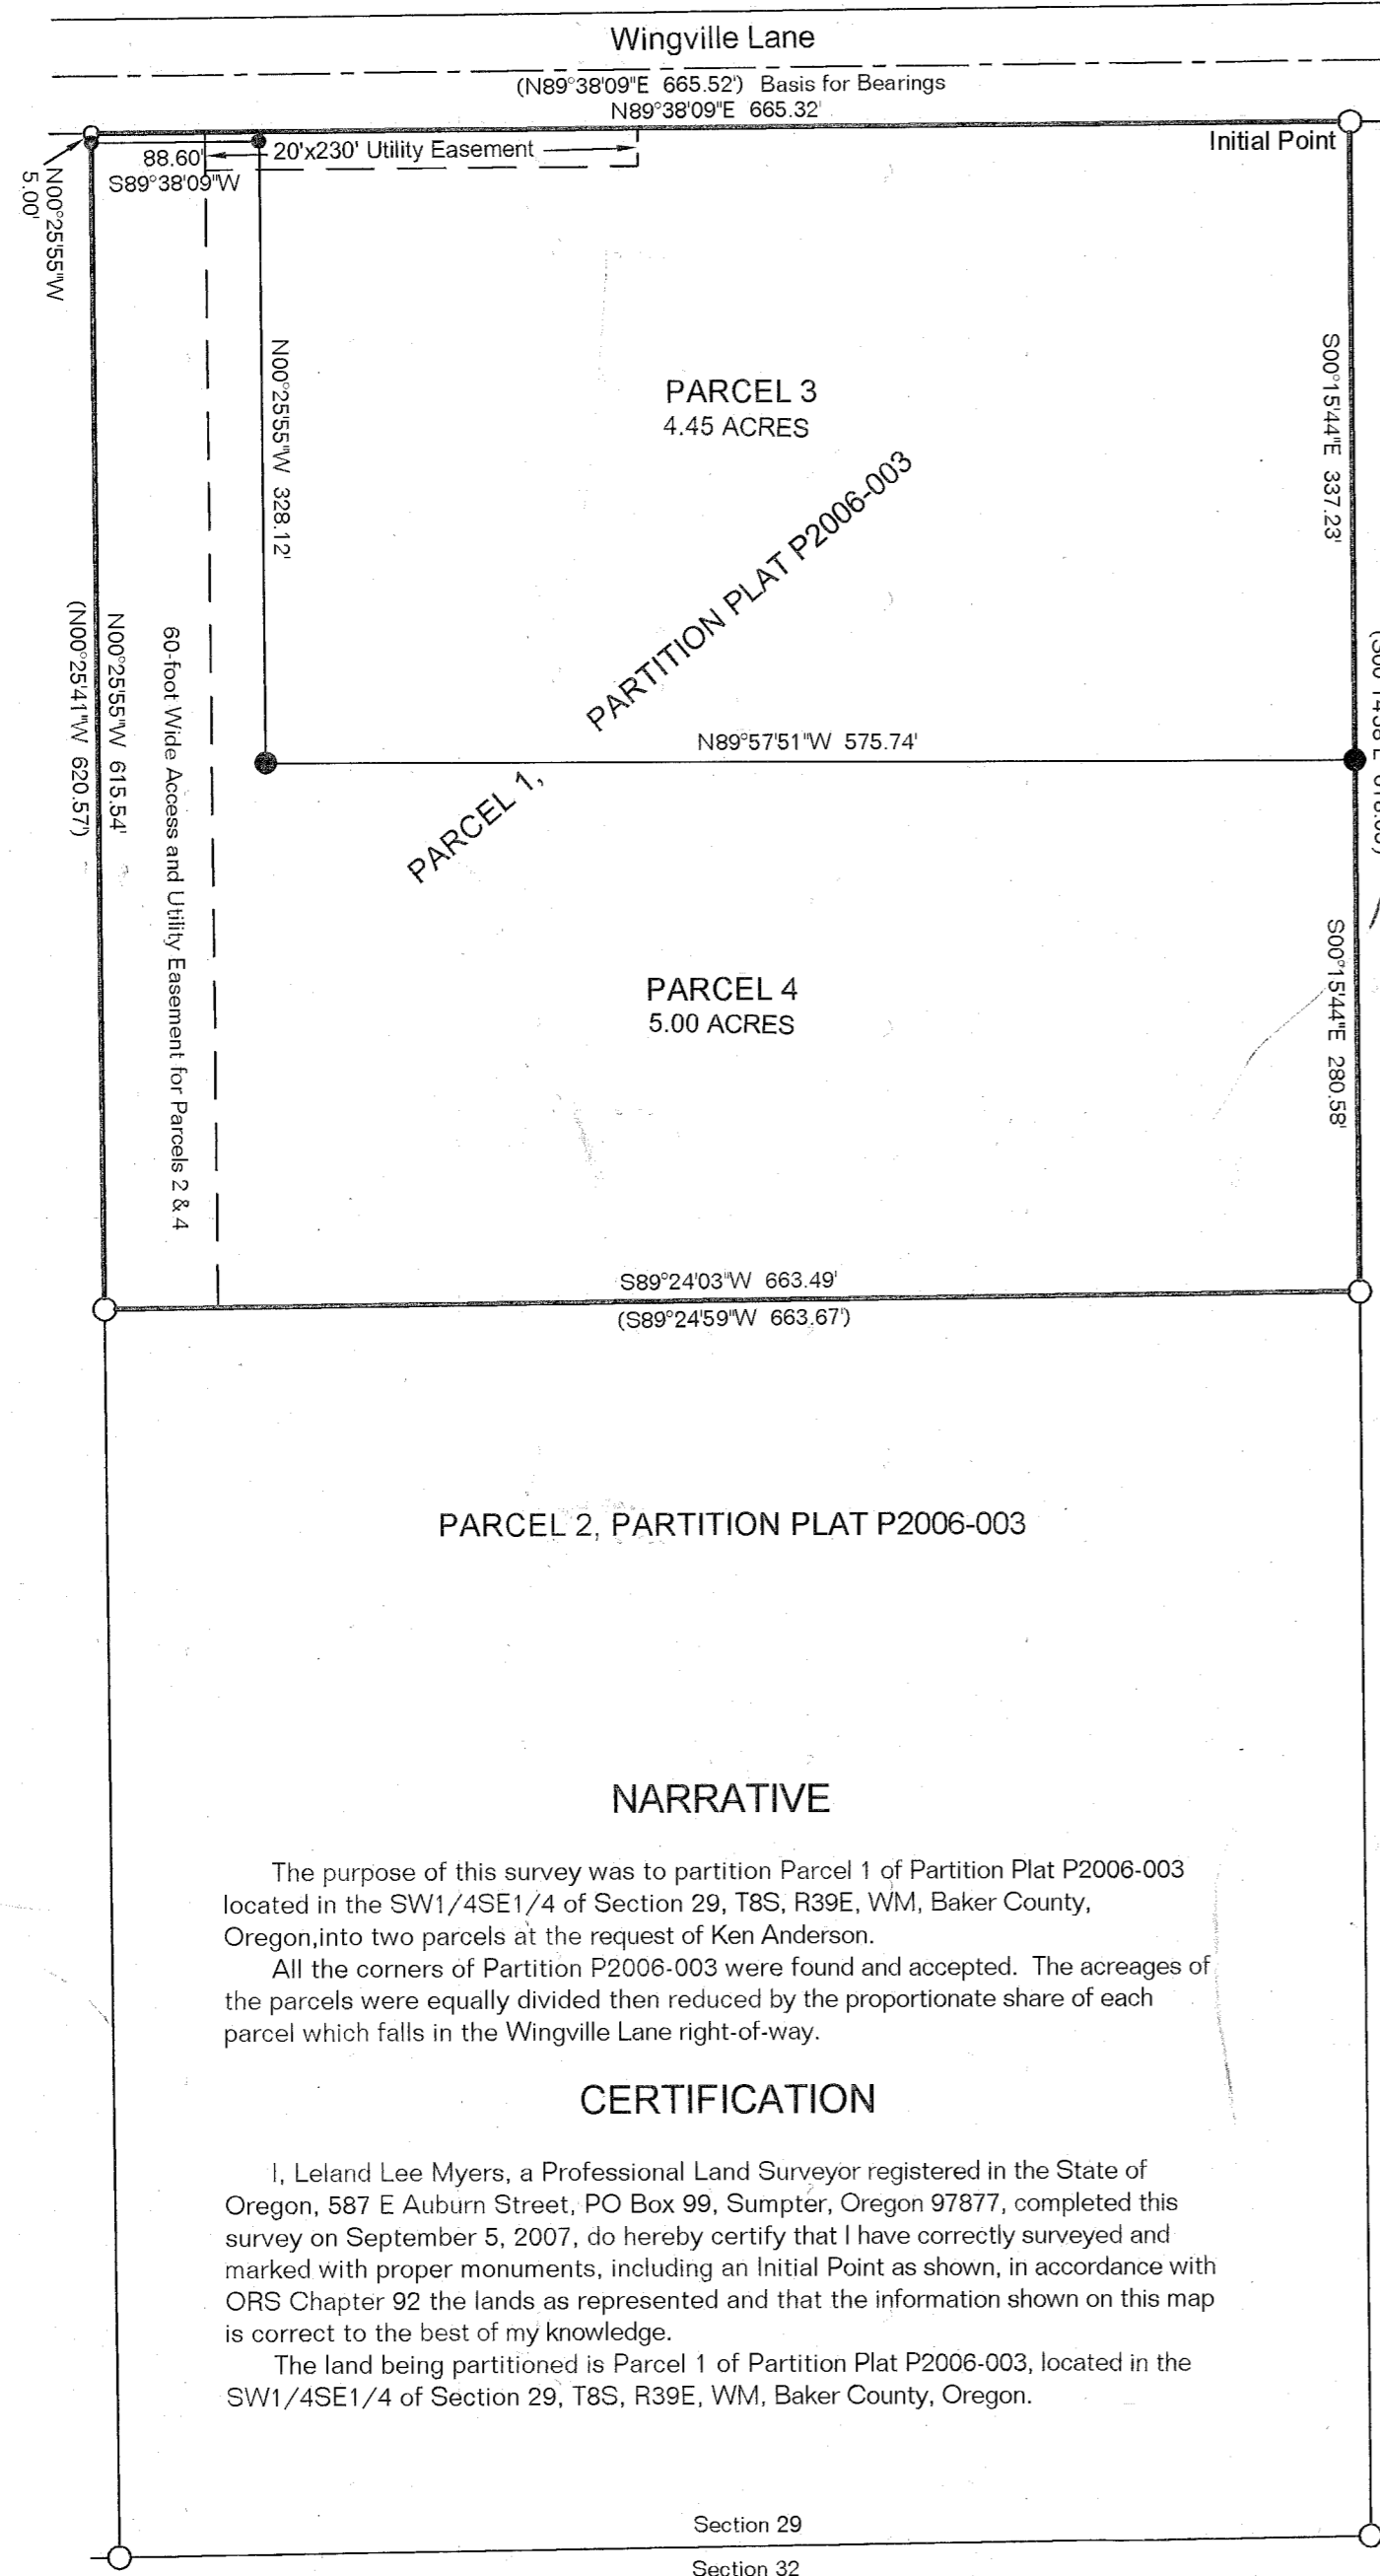 Wingville Lane
(N89°38'09"E 665.52') Basis for Bearings
N89°38'09"E 665.32'
Initial Point
88.60'
20'x230' Utility Easement
S89°38'09"W
N00°25'55"W
5.00'
N00°25'55"W 328.12'
S00°15'44"E 337.23'
PARCEL 3
4.45 ACRES
PARCEL 1, PARTITION PLAT P2006-003
N89°57'51"W 575.74'
N00°25'55"W 615.54'
(N00°25'41"W 620.57')
60-foot Wide Access and Utility Easement for Parcels 2 & 4
PARCEL 4
5.00 ACRES
S00°15'44"E 280.58'
S89°24'03"W 663.49'
(S89°24'59"W 663.67')
PARCEL 2, PARTITION PLAT P2006-003
NARRATIVE
The purpose of this survey was to partition Parcel 1 of Partition Plat P2006-003
located in the SW1/4SE1/4 of Section 29, T8S, R39E, WM, Baker County,
Oregon,into two parcels at the request of Ken Anderson.
All the corners of Partition P2006-003 were found and accepted. The acreages of
the parcels were equally divided then reduced by the proportionate share of each
parcel which falls in the Wingville Lane right-of-way.
CERTIFICATION
I, Leland Lee Myers, a Professional Land Surveyor registered in the State of
Oregon, 587 E Auburn Street, PO Box 99, Sumpter, Oregon 97877, completed this
survey on September 5, 2007, do hereby certify that I have correctly surveyed and
marked with proper monuments, including an Initial Point as shown, in accordance with
ORS Chapter 92 the lands as represented and that the information shown on this map
is correct to the best of my knowledge.
The land being partitioned is Parcel 1 of Partition Plat P2006-003, located in the
SW1/4SE1/4 of Section 29, T8S, R39E, WM, Baker County, Oregon.
Section 29
Section 32